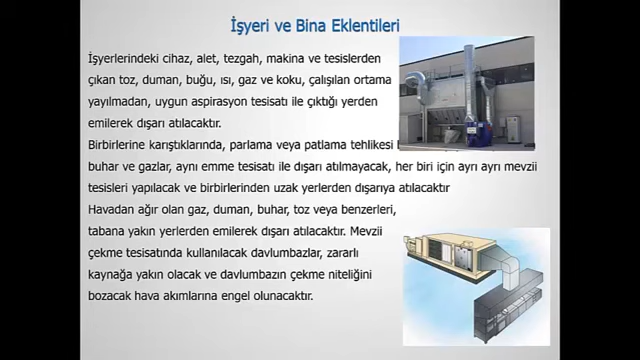 İşyeri ve Bina Eklentileri
İşyerlerindeki cihaz, alet, tezgah, makina ve tesislerden
çıkan toz, duman, buğu, ısı, gaz ve koku, çalışılan ortama
yayılmadan, uygun aspirasyon tesisatı ile çıktığı yerden
emilerek dışarı atılacaktır.
Birbirlerine karıştıklarında, parlama veya patlama tehlikesi
buhar ve gazlar, aynı emme tesisatı ile dışarı atılmayacak, her biri için ayrı ayrı mevzii
tesisleri yapılacak ve birbirlerinden uzak yerlerden dışarıya atılacaktır
Havadan ağır olan gaz, duman, buhar, toz veya benzerleri,
tabana yakın yerlerden emilerek dışarı atılacaktır. Mevzii
çekme tesisatında kullanılacak davlumbazlar, zararlı
kaynağa yakın olacak ve davlumbazın çekme niteliğini
bozacak hava akımlarına engel olunacaktır.